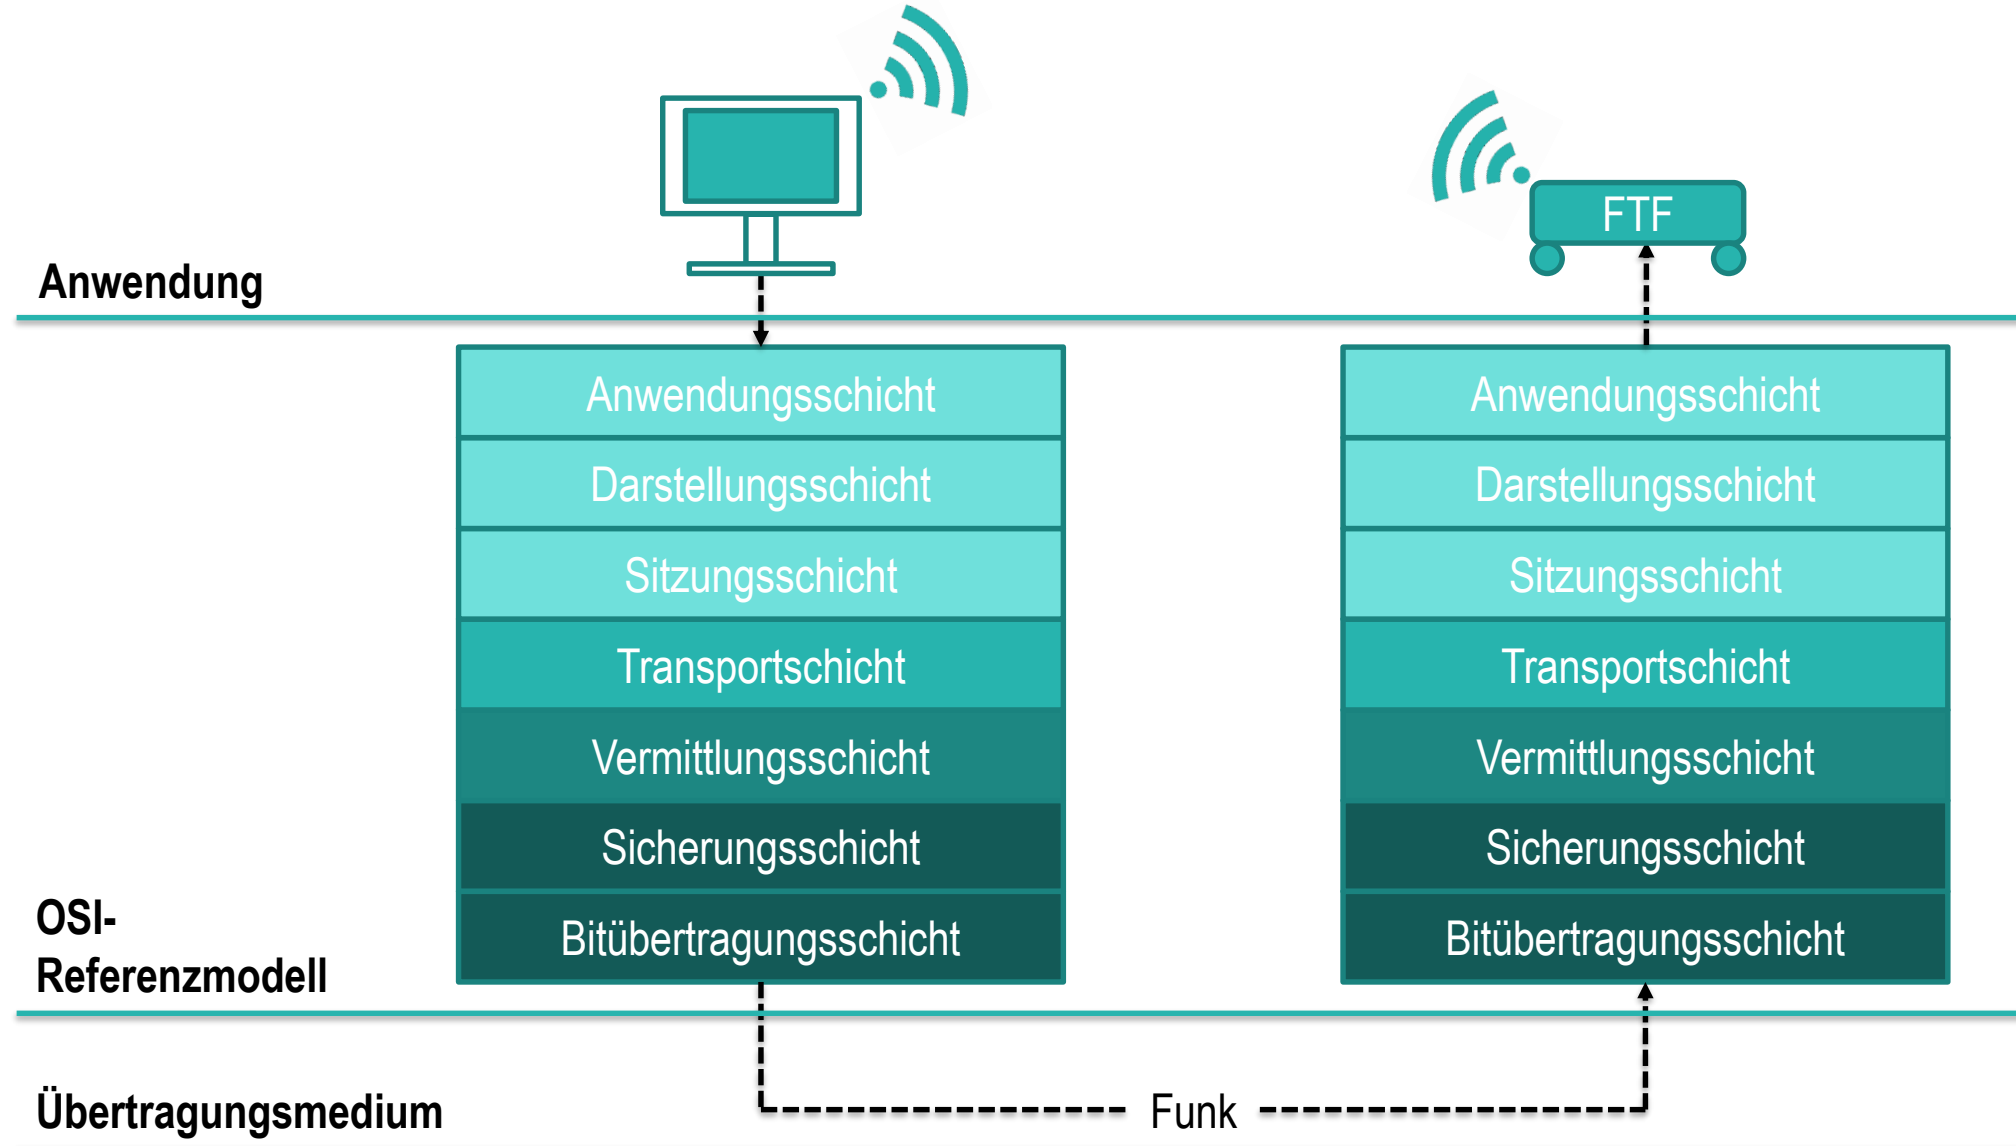 FTF
Anwendung
Anwendungsschicht
Anwendungsschicht
Darstellungsschicht
Darstellungsschicht
Sitzungsschicht
Sitzungsschicht
Transportschicht
Transportschicht
Vermittlungsschicht
Vermittlungsschicht
Sicherungsschicht
Sicherungsschicht
OSI-
Referenzmodell
Bitübertragungsschicht
Bitübertragungsschicht
Übertragungsmedium
Funk